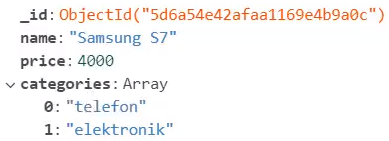 _id: ObjectId("5d6a54e42afaa1169e4b9a0c")
name: "Samsung S7"
price: 4000
categories: Array
0: "telefon"
1: "elektronik"